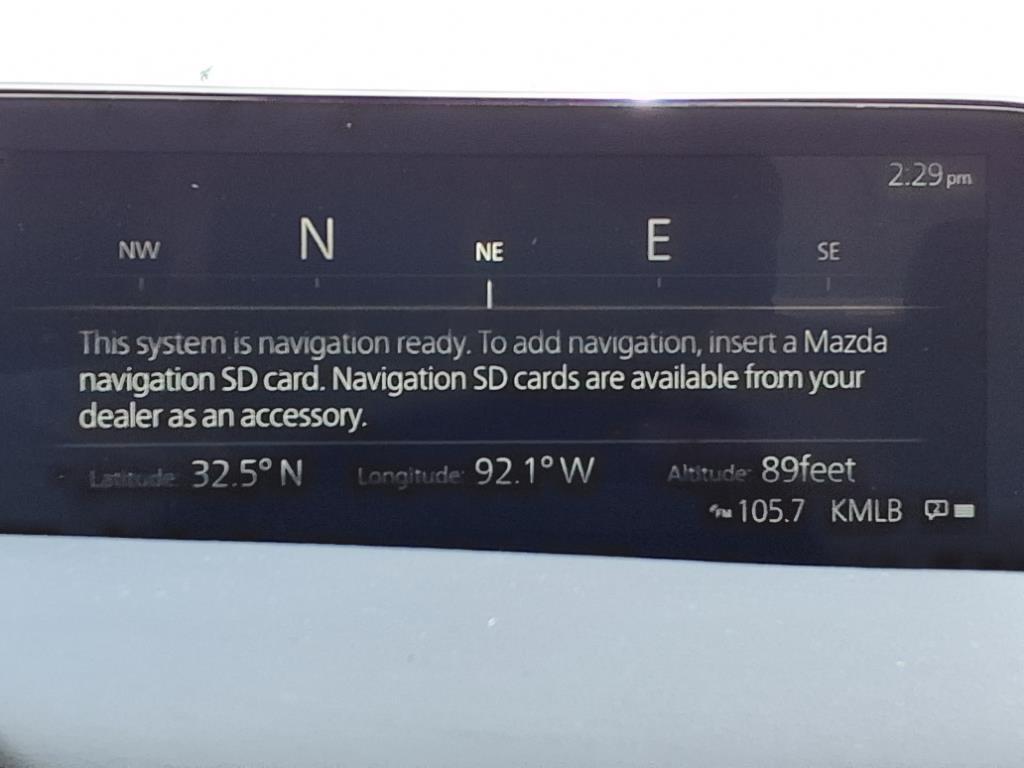 2:29 pm
NW N NE E SE
This system is navigation ready. To add navigation, insert a Mazda
navigation SD card. Navigation SD cards are available from your
dealer as an accessory.
Latitude: 32.5° N Longitude: 92.1° W Altitude: 89feet
FM 105.7 KMLB 2